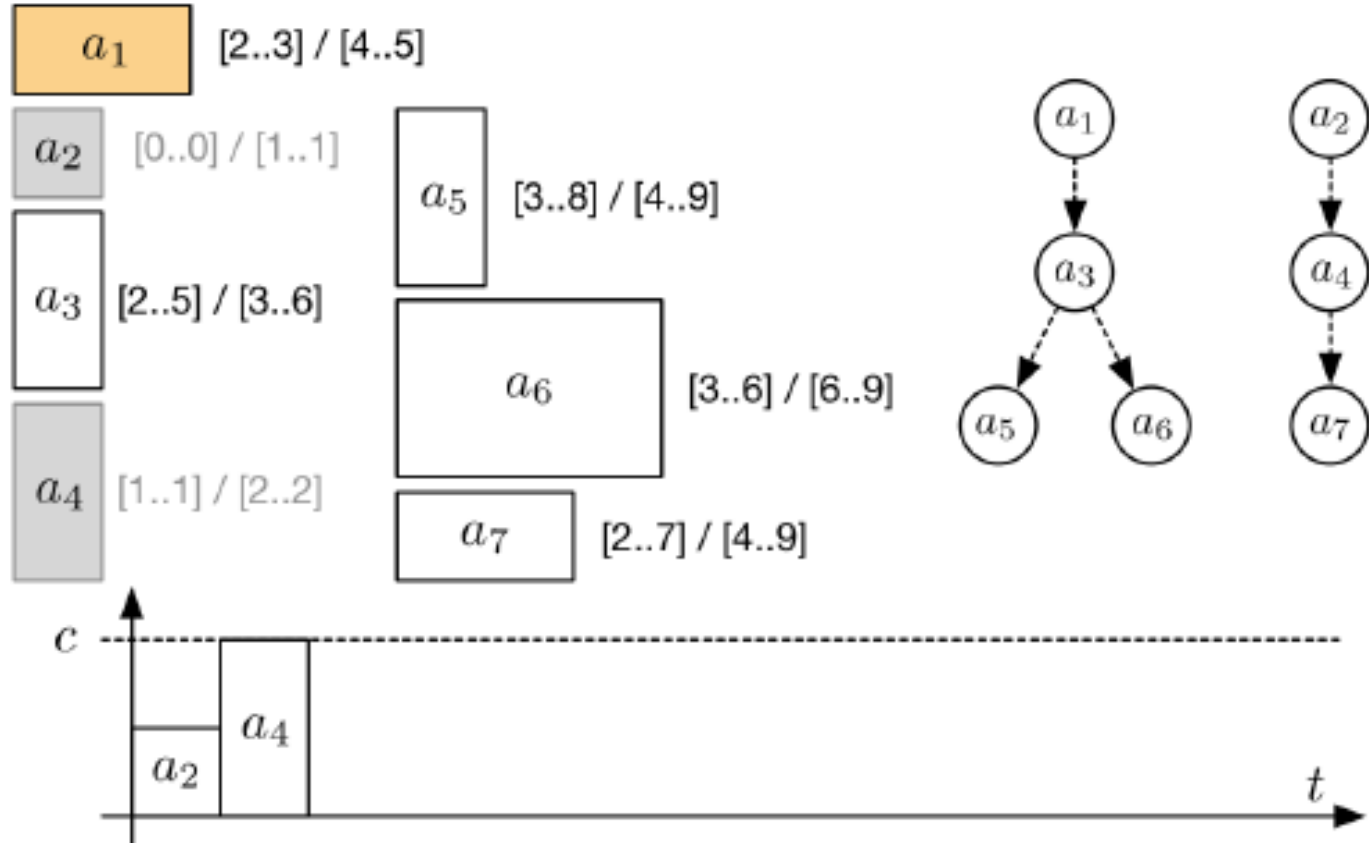 a1 [2..3] / [4..5]
a2 [0..0] / [1..1]
a3 [2..5] / [3..6]
a4 [1..1] / [2..2]
a5 [3..8] / [4..9]
a6 [3..6] / [6..9]
a7 [2..7] / [4..9]
a1
a3
a5
a6
a2
a4
a7
c
a2
a4
t